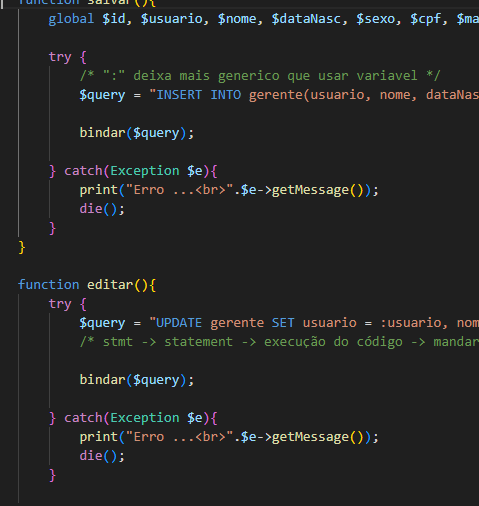 function salvar(){
global $id, $usuario, $nome, $dataNasc, $sexo, $cpf, $ma
try {
/* ":" deixa mais generico que usar variavel */
$query = "INSERT INTO gerente(usuario, nome, dataNas
bindar($query);
} catch(Exception $e){
print("Erro ...<br>".$e->getMessage());
die();
}
}
function editar(){
try {
$query = "UPDATE gerente SET usuario = :usuario, nom
/* stmt -> statement -> execução do código -> mandar
bindar($query);
} catch(Exception $e){
print("Erro ...<br>".$e->getMessage());
die();
}